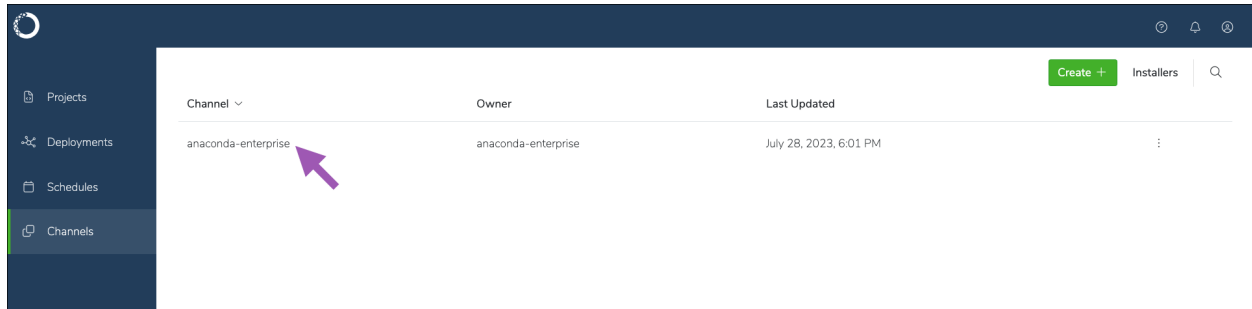 Create +
Installers
Projects
Channel
Owner
Last Updated
Deployments
anaconda-enterprise
anaconda-enterprise
July 28, 2023, 6:01 PM
Schedules
Channels